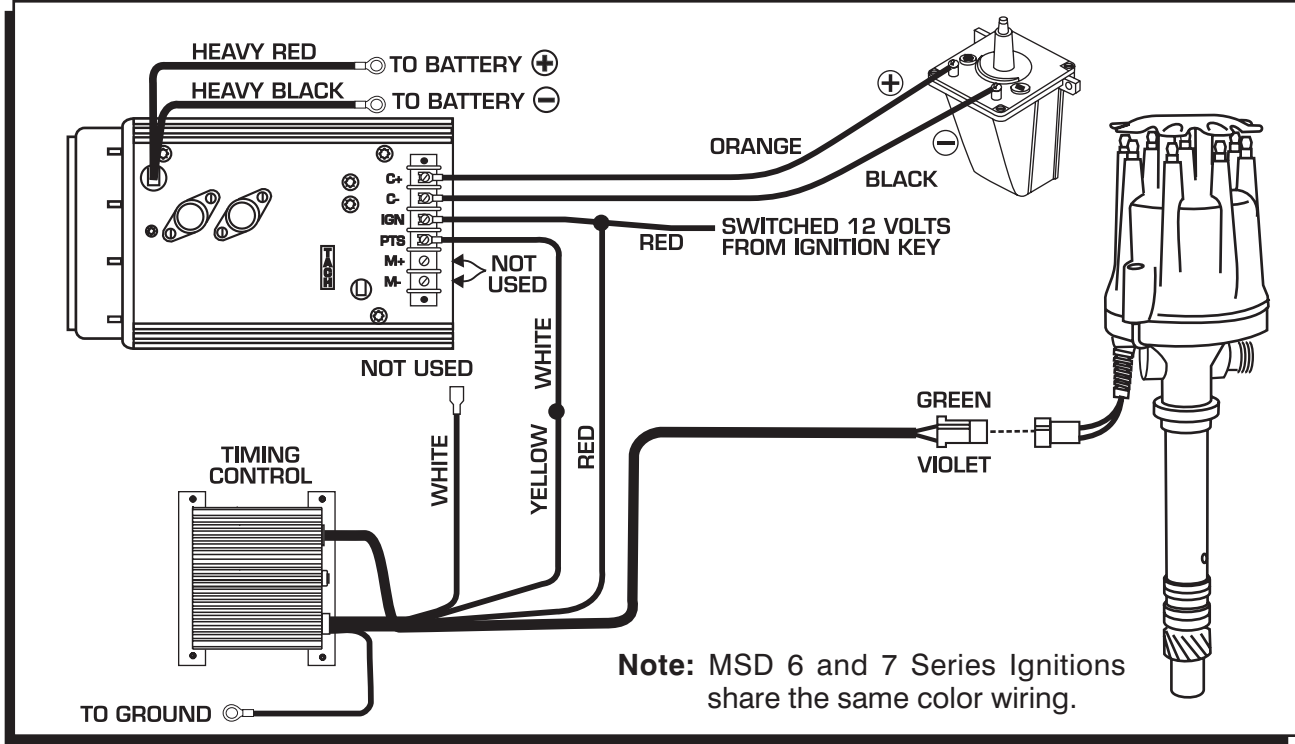 HEAVY RED
TO BATTERY +
HEAVY BLACK
TO BATTERY −
+
ORANGE
−
BLACK
C+
C-
IGN
PTS
M+
M-
TACH
NOT
USED
RED
SWITCHED 12 VOLTS
FROM IGNITION KEY
NOT USED
WHITE
WHITE
YELLOW
RED
GREEN
VIOLET
TIMING
CONTROL
TO GROUND
Note: MSD 6 and 7 Series Ignitions
share the same color wiring.